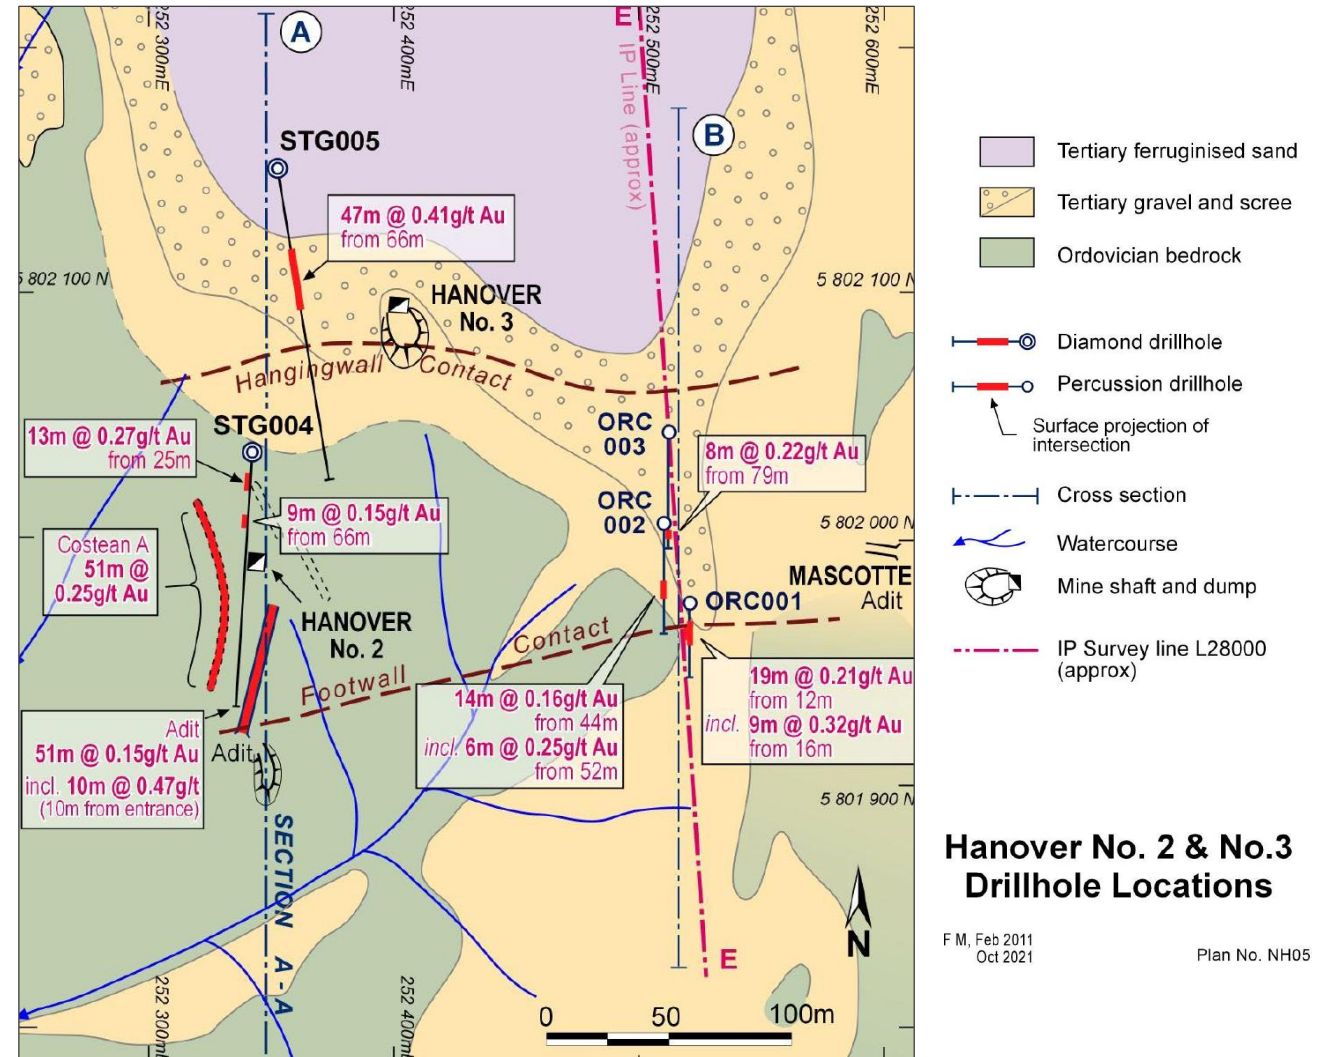 252 300mE
A
252 400mE
E
252 500mE
252 600mE
IP Line (approx)
B
STG005
47m @ 0.41g/t Au
from 66m
5 802 100 N
5 802 100 N
HANOVER
No. 3
Hangingwall Contact
STG004
13m @ 0.27g/t Au
from 25m
ORC
003
8m @ 0.22g/t Au
from 79m
ORC
002
9m @ 0.15g/t Au
from 66m
5 802 000 N
Costean A
51m @
0.25g/t Au
MASCOTTE
Adit
ORC001
HANOVER
No. 2
Footwall Contact
14m @ 0.16g/t Au
from 44m
incl. 6m @ 0.25g/t Au
from 52m
19m @ 0.21g/t Au
from 12m
incl. 9m @ 0.32g/t Au
from 16m
Adit
51m @ 0.15g/t Au
incl. 10m @ 0.47g/t
(10m from entrance)
Adit
5 801 900 N
SECTION A - A
E
N
252 300mE
252 400mE
0 50 100m
Tertiary ferruginised sand
Tertiary gravel and scree
Ordovician bedrock
Diamond drillhole
Percussion drillhole
Surface projection of
intersection
Cross section
Watercourse
Mine shaft and dump
IP Survey line L28000
(approx)
Hanover No. 2 & No.3
Drillhole Locations
F M, Feb 2011
Oct 2021
Plan No. NH05